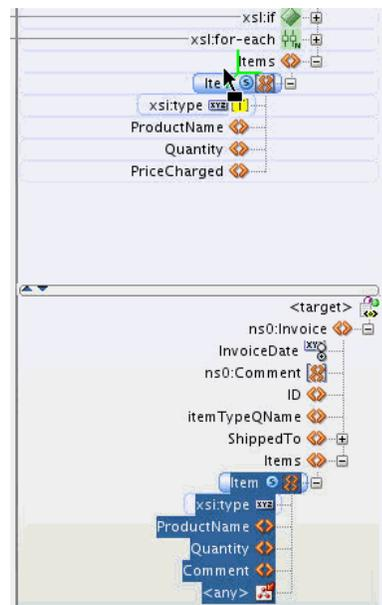 xsl:if
xsl:for-each
Items
Ite
xsi:type
ProductName
Quantity
PriceCharged
<target>
ns0:Invoice
InvoiceDate
ns0:Comment
ID
itemTypeQName
ShippedTo
Items
Item
xsi:type
ProductName
Quantity
Comment
<any>